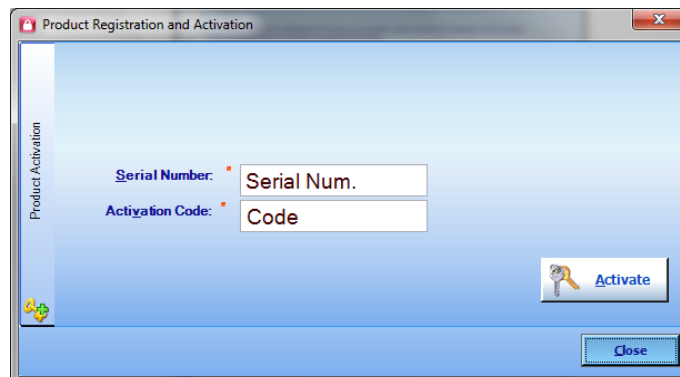 Product Registration and Activation
Product Activation
Serial Number: *
Serial Num.
Activation Code: *
Code
Activate
Close